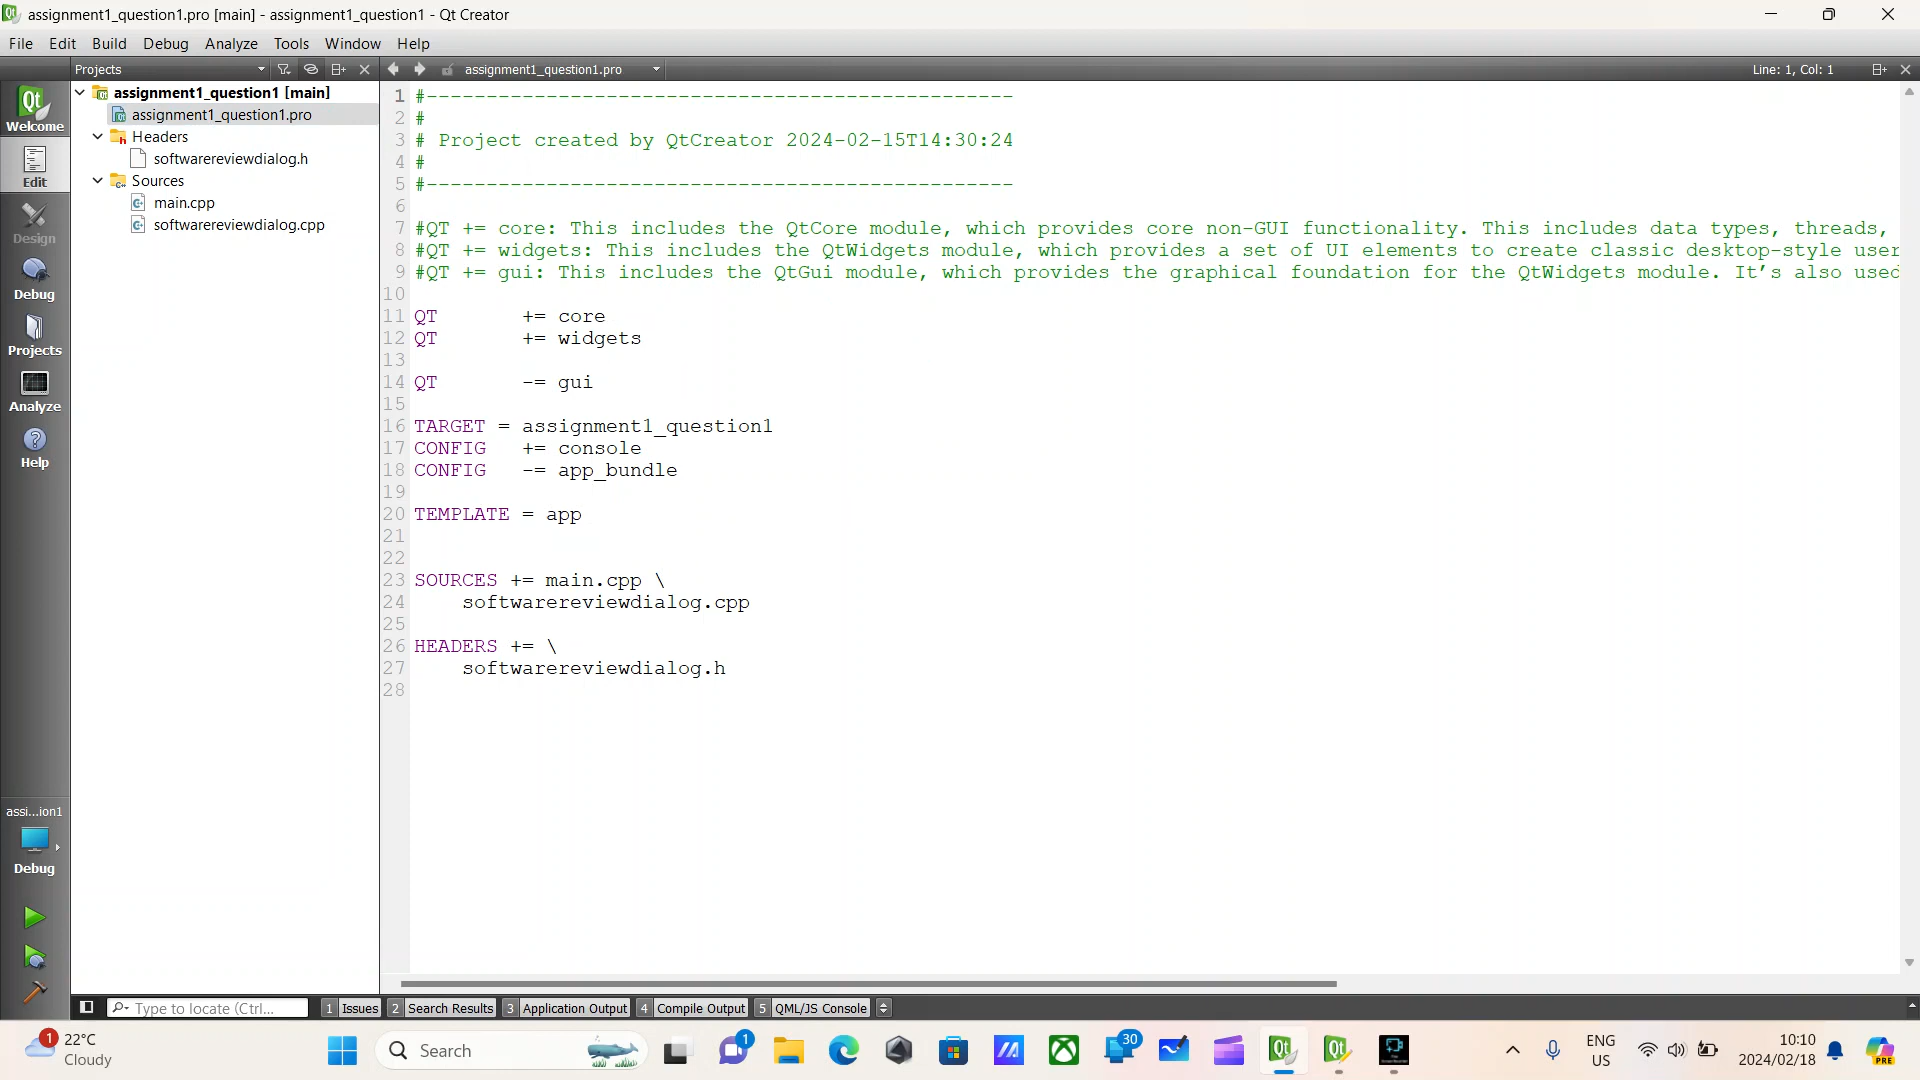 assignment1_question1.pro [main] - assignment1_question1 - Qt Creator
File Edit Build Debug Analyze Tools Window Help
Projects
assignment1_question1.pro
Line: 1, Col: 1
Welcome
Edit
Design
Debug
Projects
Analyze
Help
assi...ion1
Debug
assignment1_question1 [main]
assignment1_question1.pro
Headers
softwarereviewdialog.h
Sources
main.cpp
softwarereviewdialog.cpp
1 #-------------------------------------------------
2 #
3 # Project created by QtCreator 2024-02-15T14:30:24
4 #
5 #-------------------------------------------------
6
7 #QT += core: This includes the QtCore module, which provides core non-GUI functionality. This includes data types, threads,
8 #QT += widgets: This includes the QtWidgets module, which provides a set of UI elements to create classic desktop-style user
9 #QT += gui: This includes the QtGui module, which provides the graphical foundation for the QtWidgets module. It’s also used
10
11 QT += core
12 QT += widgets
13
14 QT -= gui
15
16 TARGET = assignment1_question1
17 CONFIG += console
18 CONFIG -= app_bundle
19
20 TEMPLATE = app
21
22
23 SOURCES += main.cpp \
24 softwarereviewdialog.cpp
25
26 HEADERS += \
27 softwarereviewdialog.h
28
Type to locate (Ctrl...
1 Issues 2 Search Results 3 Application Output 4 Compile Output 5 QML/JS Console
1
22°C
Cloudy
Search
1
30
ENG
US
10:10
2024/02/18
PRE